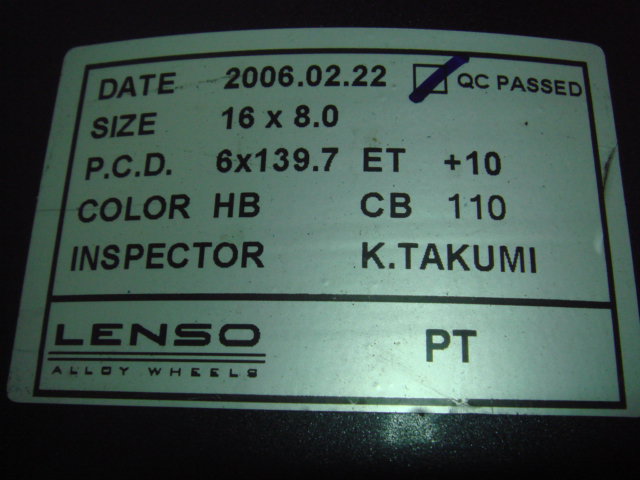 DATE 2006.02.22 QC PASSED
SIZE 16 x 8.0
P.C.D. 6x139.7 ET +10
COLOR HB CB 110
INSPECTOR K.TAKUMI
LENSO PT
ALLOY WHEELS